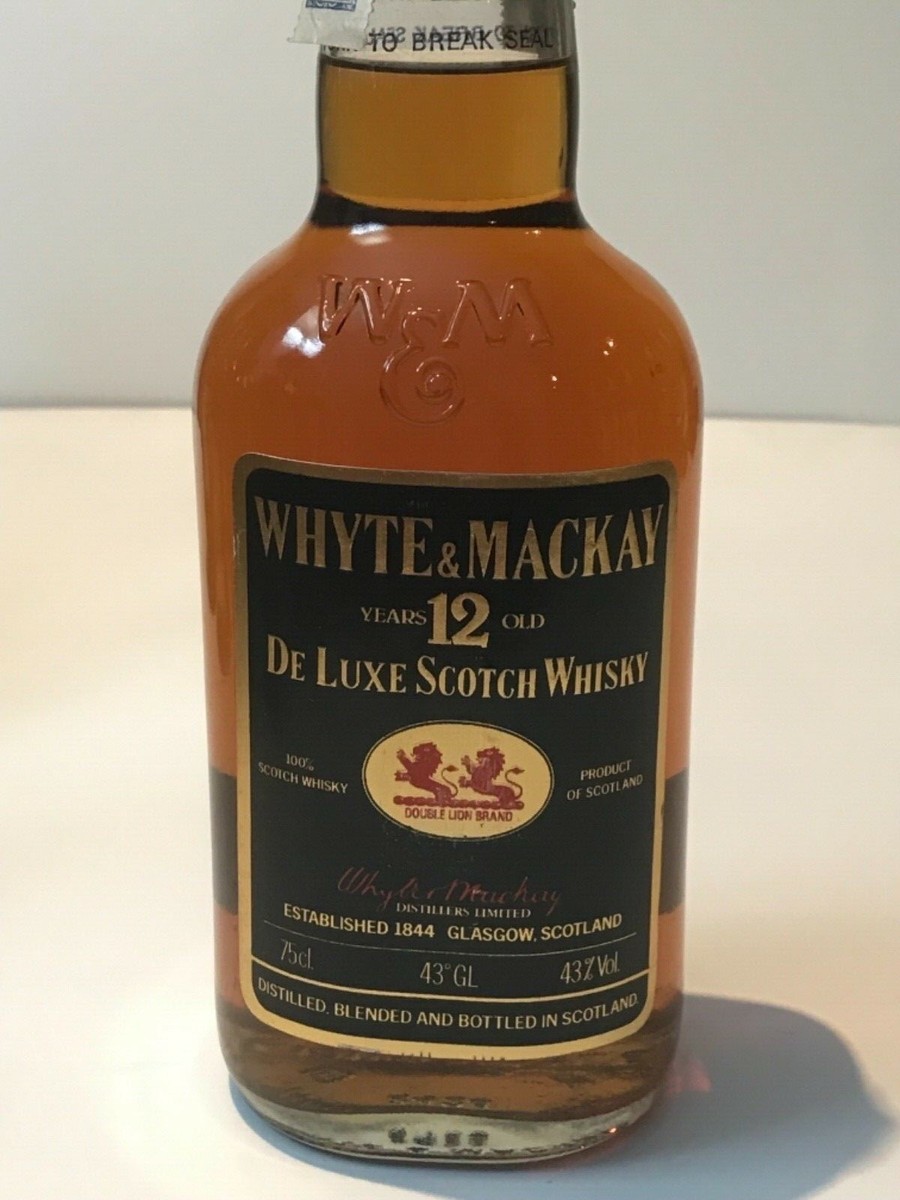 TO BREAK SEAL
W&M
WHYTE & MACKAY
YEARS 12 OLD
DE LUXE SCOTCH WHISKY
100%
SCOTCH WHISKY
PRODUCT
OF SCOTLAND
DOUBLE LION BRAND
Whyte & Mackay
DISTILLERS LIMITED
ESTABLISHED 1844 GLASGOW, SCOTLAND
75cl. 43°GL 43% Vol.
DISTILLED, BLENDED AND BOTTLED IN SCOTLAND.